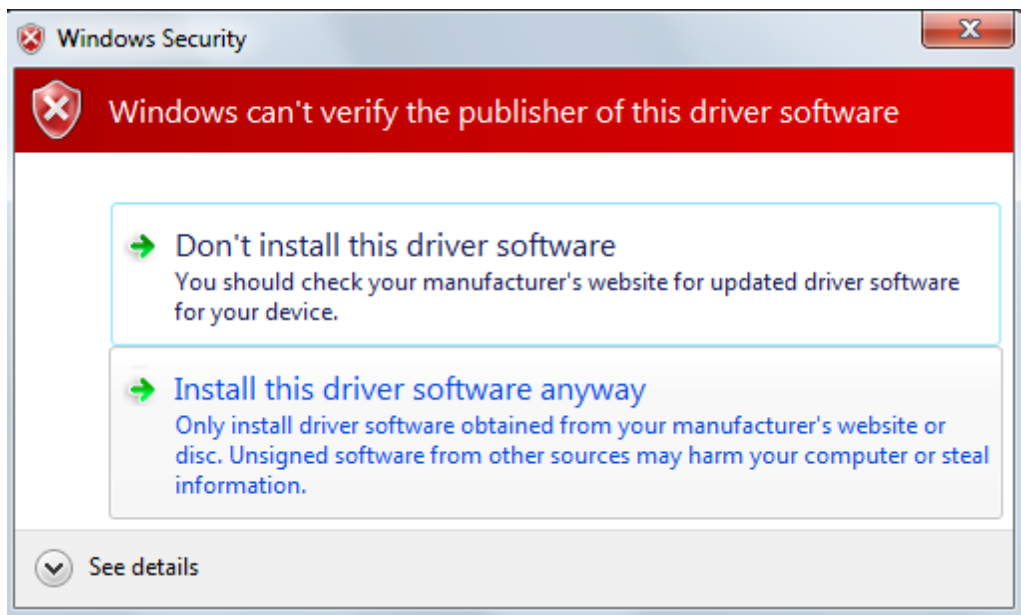 Windows Security
Windows can't verify the publisher of this driver software
Don't install this driver software
You should check your manufacturer's website for updated driver software
for your device.
Install this driver software anyway
Only install driver software obtained from your manufacturer's website or
disc. Unsigned software from other sources may harm your computer or steal
information.
See details